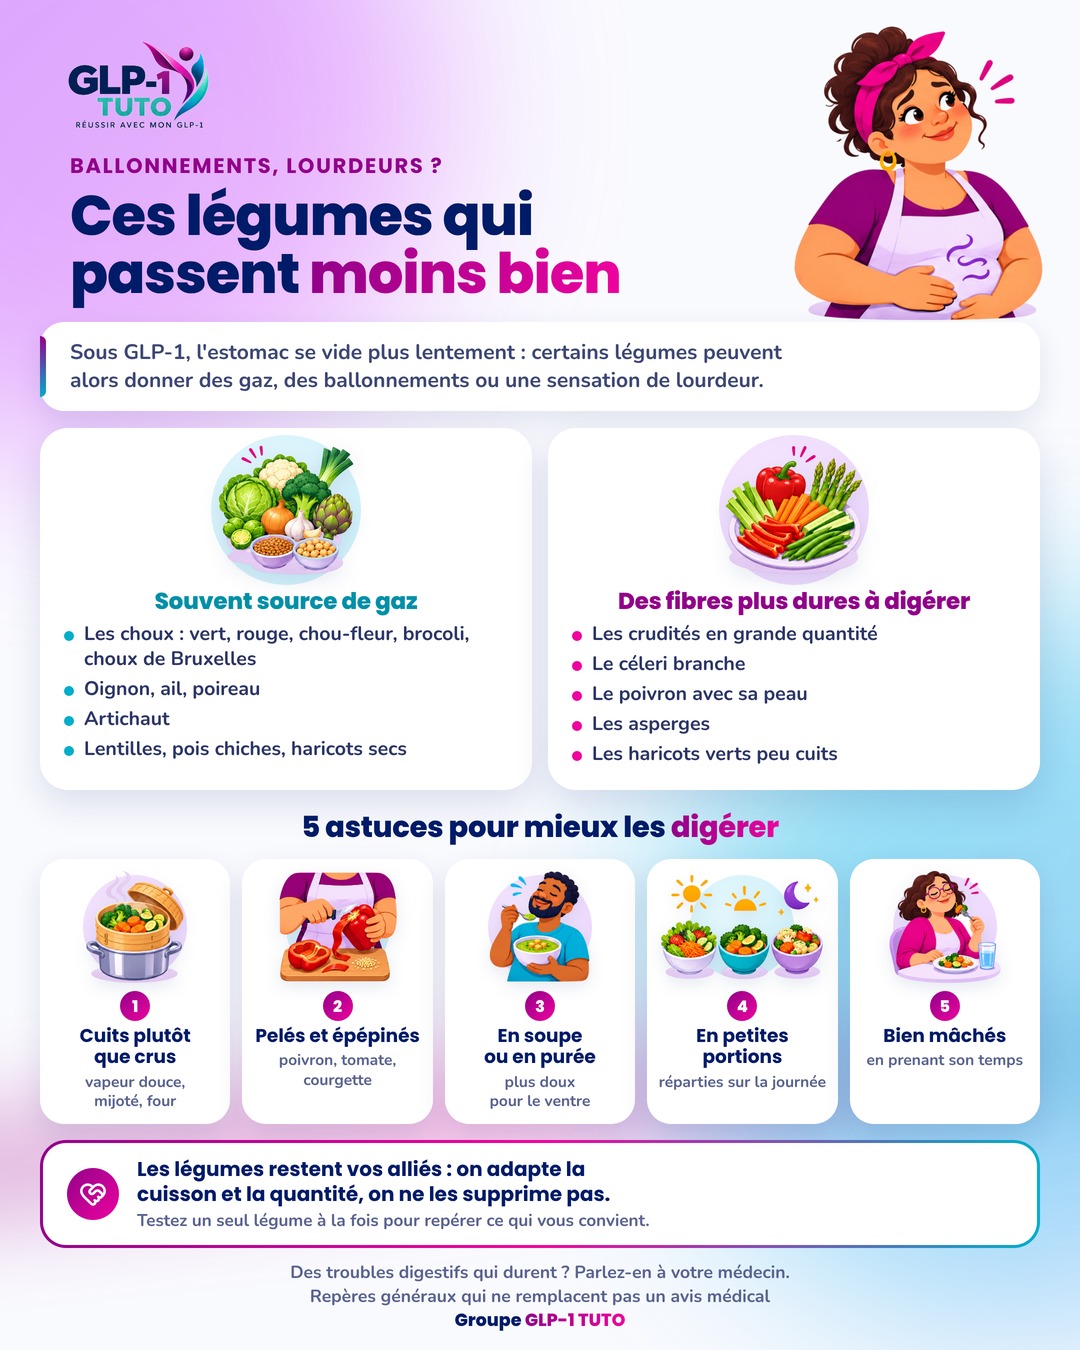 GLP-1
TUTO
RÉUSSIR AVEC MON GLP-1
BALLONNEMENTS, LOURDEURS ?
Ces légumes qui
passent moins bien
Sous GLP-1, l'estomac se vide plus lentement : certains légumes peuvent
alors donner des gaz, des ballonnements ou une sensation de lourdeur.
Souvent source de gaz
Les choux : vert, rouge, chou-fleur, brocoli,
choux de Bruxelles
Oignon, ail, poireau
Artichaut
Lentilles, pois chiches, haricots secs
Des fibres plus dures à digérer
Les crudités en grande quantité
Le céleri branche
Le poivron avec sa peau
Les asperges
Les haricots verts peu cuits
5 astuces pour mieux les digérer
1
Cuits plutôt
que crus
vapeur douce,
mijoté, four
2
Pelés et épépinés
poivron, tomate,
courgette
3
En soupe
ou en purée
plus doux
pour le ventre
4
En petites
portions
réparties sur la journée
5
Bien mâchés
en prenant son temps
Les légumes restent vos alliés : on adapte la
cuisson et la quantité, on ne les supprime pas.
Testez un seul légume à la fois pour repérer ce qui vous convient.
Des troubles digestifs qui durent ? Parlez-en à votre médecin.
Repères généraux qui ne remplacent pas un avis médical
Groupe GLP-1 TUTO